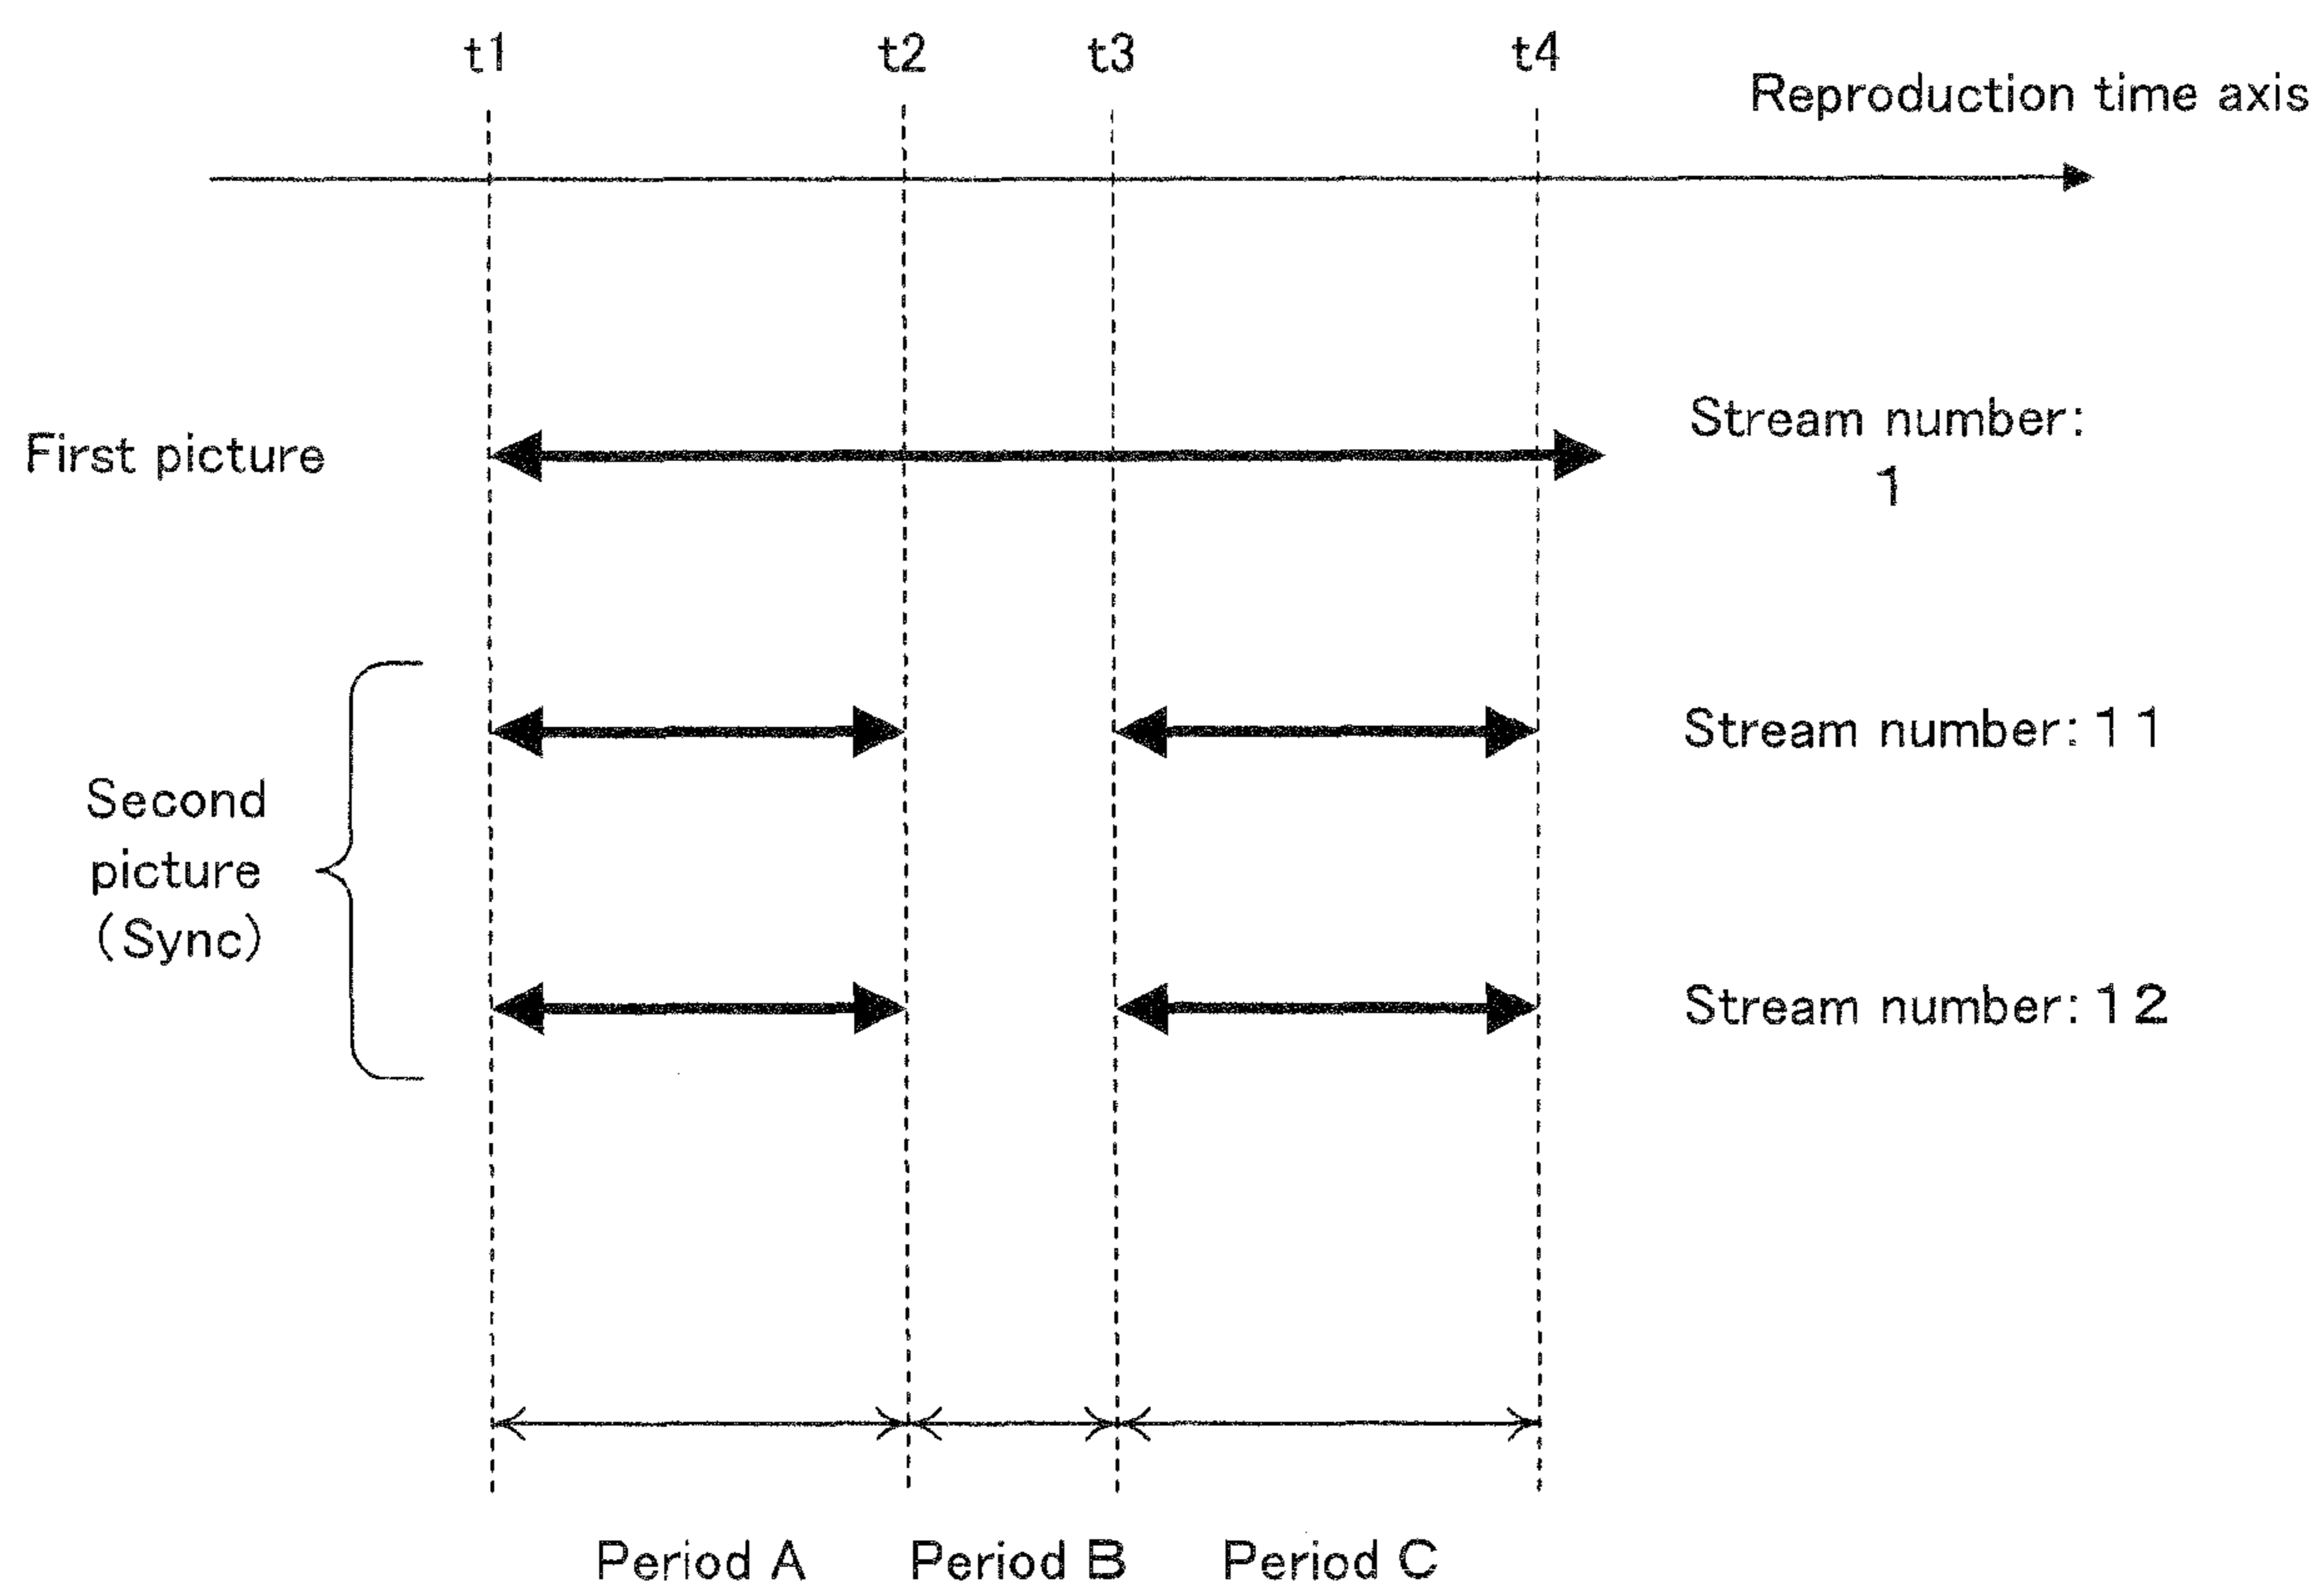 t1 t2 t3 t4
Reproduction time axis
First picture
Stream number:
1
Second
picture
(Sync)
Stream number: 11
Stream number: 12
Period A Period B Period C